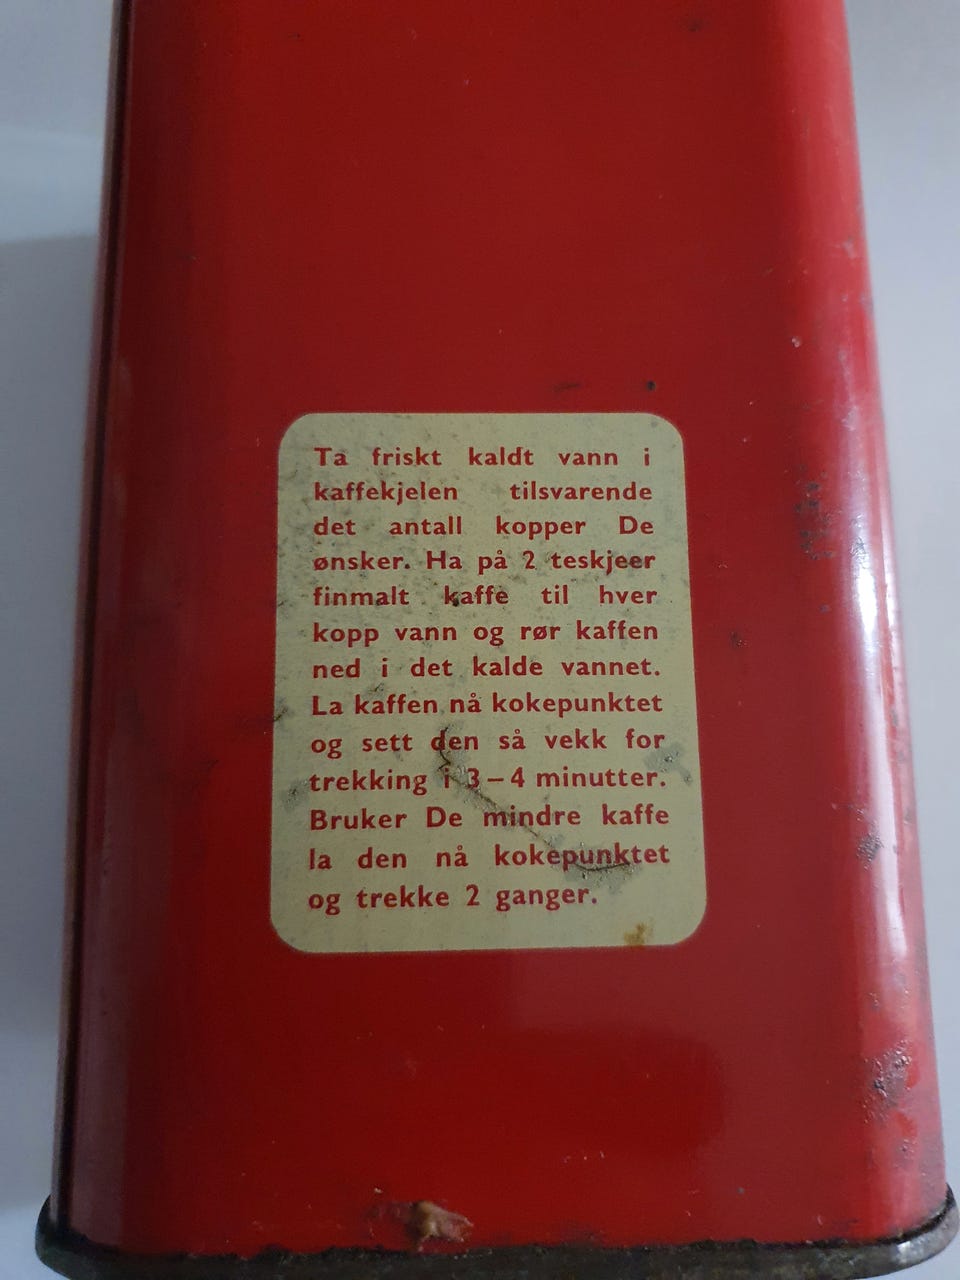 Ta friskt kaldt vann i
kaffekjelen tilsvarende
det antall kopper De
ønsker. Ha på 2 teskjeer
finmalt kaffe til hver
kopp vann og rør kaffen
ned i det kalde vannet.
La kaffen nå kokepunktet
og sett den så vekk for
trekking i 3–4 minutter.
Bruker De mindre kaffe
la den nå kokepunktet
og trekke 2 ganger.